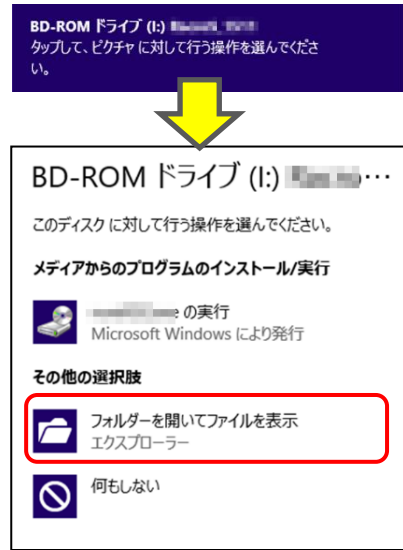 BD-ROM ドライブ (I:)
タップして、ピクチャ に対して行う操作を選んでくださ
い。
BD-ROM ドライブ (I:) …
このディスク に対して行う操作を選んでください。
メディアからのプログラムのインストール/実行
の実行
Microsoft Windows により発行
その他の選択肢
フォルダーを開いてファイルを表示
エクスプローラー
何もしない